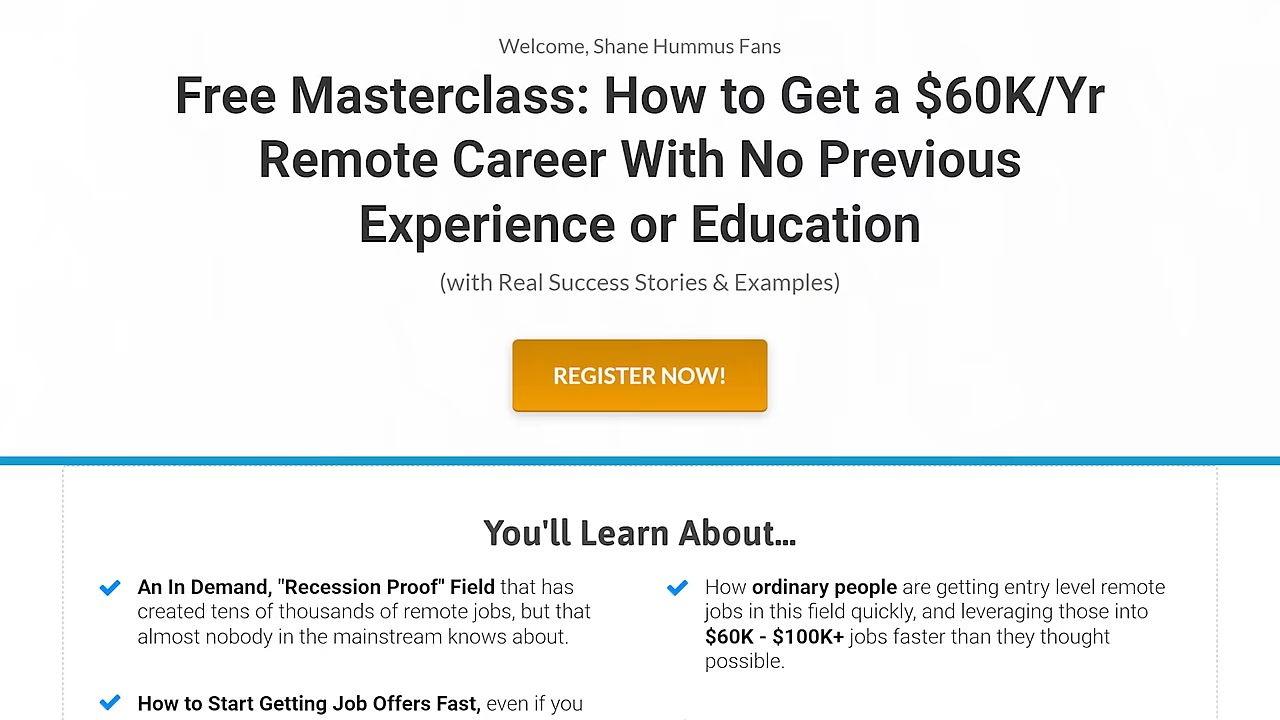 Welcome, Shane Hummus Fans
Free Masterclass: How to Get a $60K/Yr
Remote Career With No Previous
Experience or Education
(with Real Success Stories & Examples)
REGISTER NOW!
You'll Learn About...
An In Demand, "Recession Proof" Field that has
created tens of thousands of remote jobs, but that
almost nobody in the mainstream knows about.
How to Start Getting Job Offers Fast, even if you
How ordinary people are getting entry level remote
jobs in this field quickly, and leveraging those into
$60K - $100K+ jobs faster than they thought
possible.